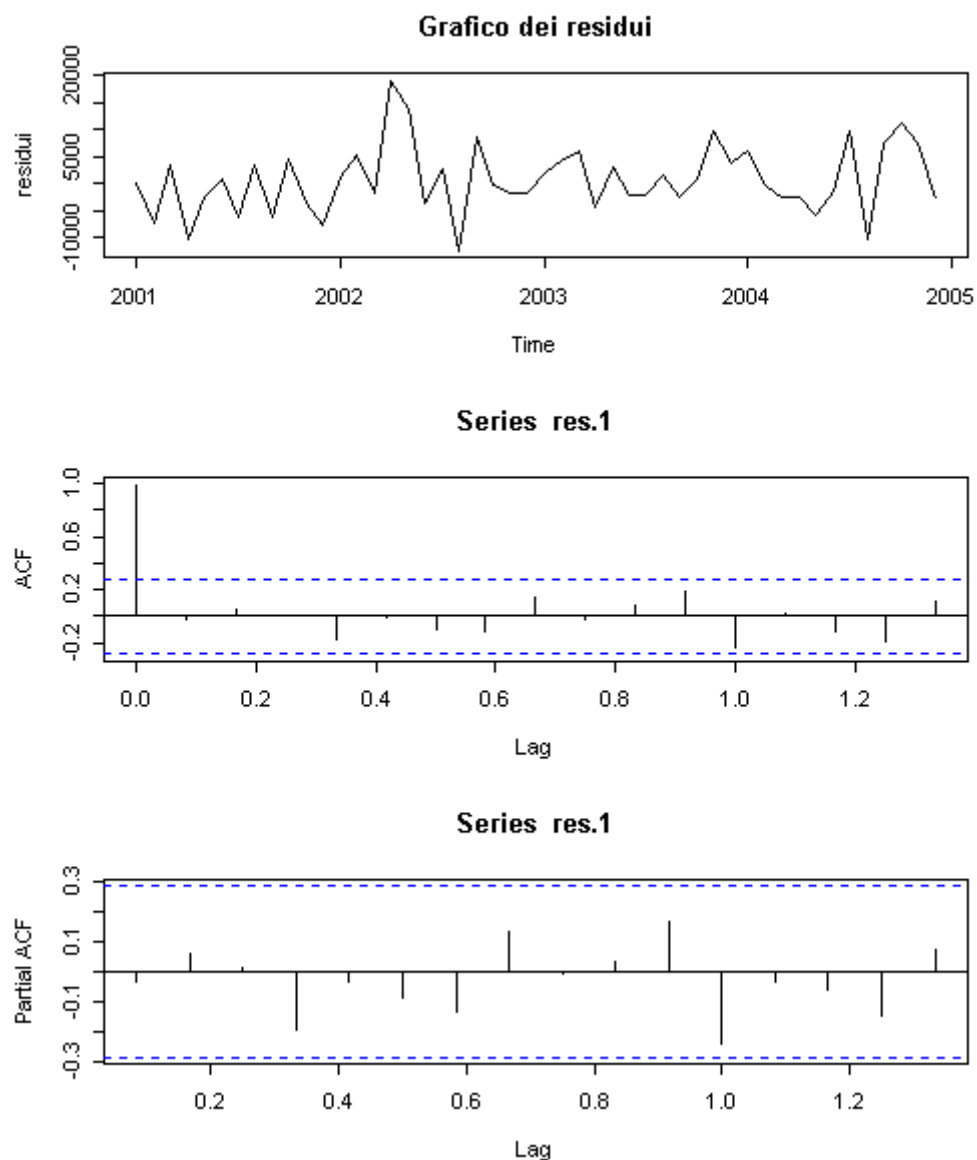 Grafico dei residui
residui
20000
5000
-10000
2001 2002 2003 2004 2005
Time
Series res.1
ACF
1.0
0.6
0.2
-0.2
0.0 0.2 0.4 0.6 0.8 1.0 1.2
Lag
Series res.1
Partial ACF
0.3
0.1
-0.1
-0.3
0.2 0.4 0.6 0.8 1.0 1.2
Lag